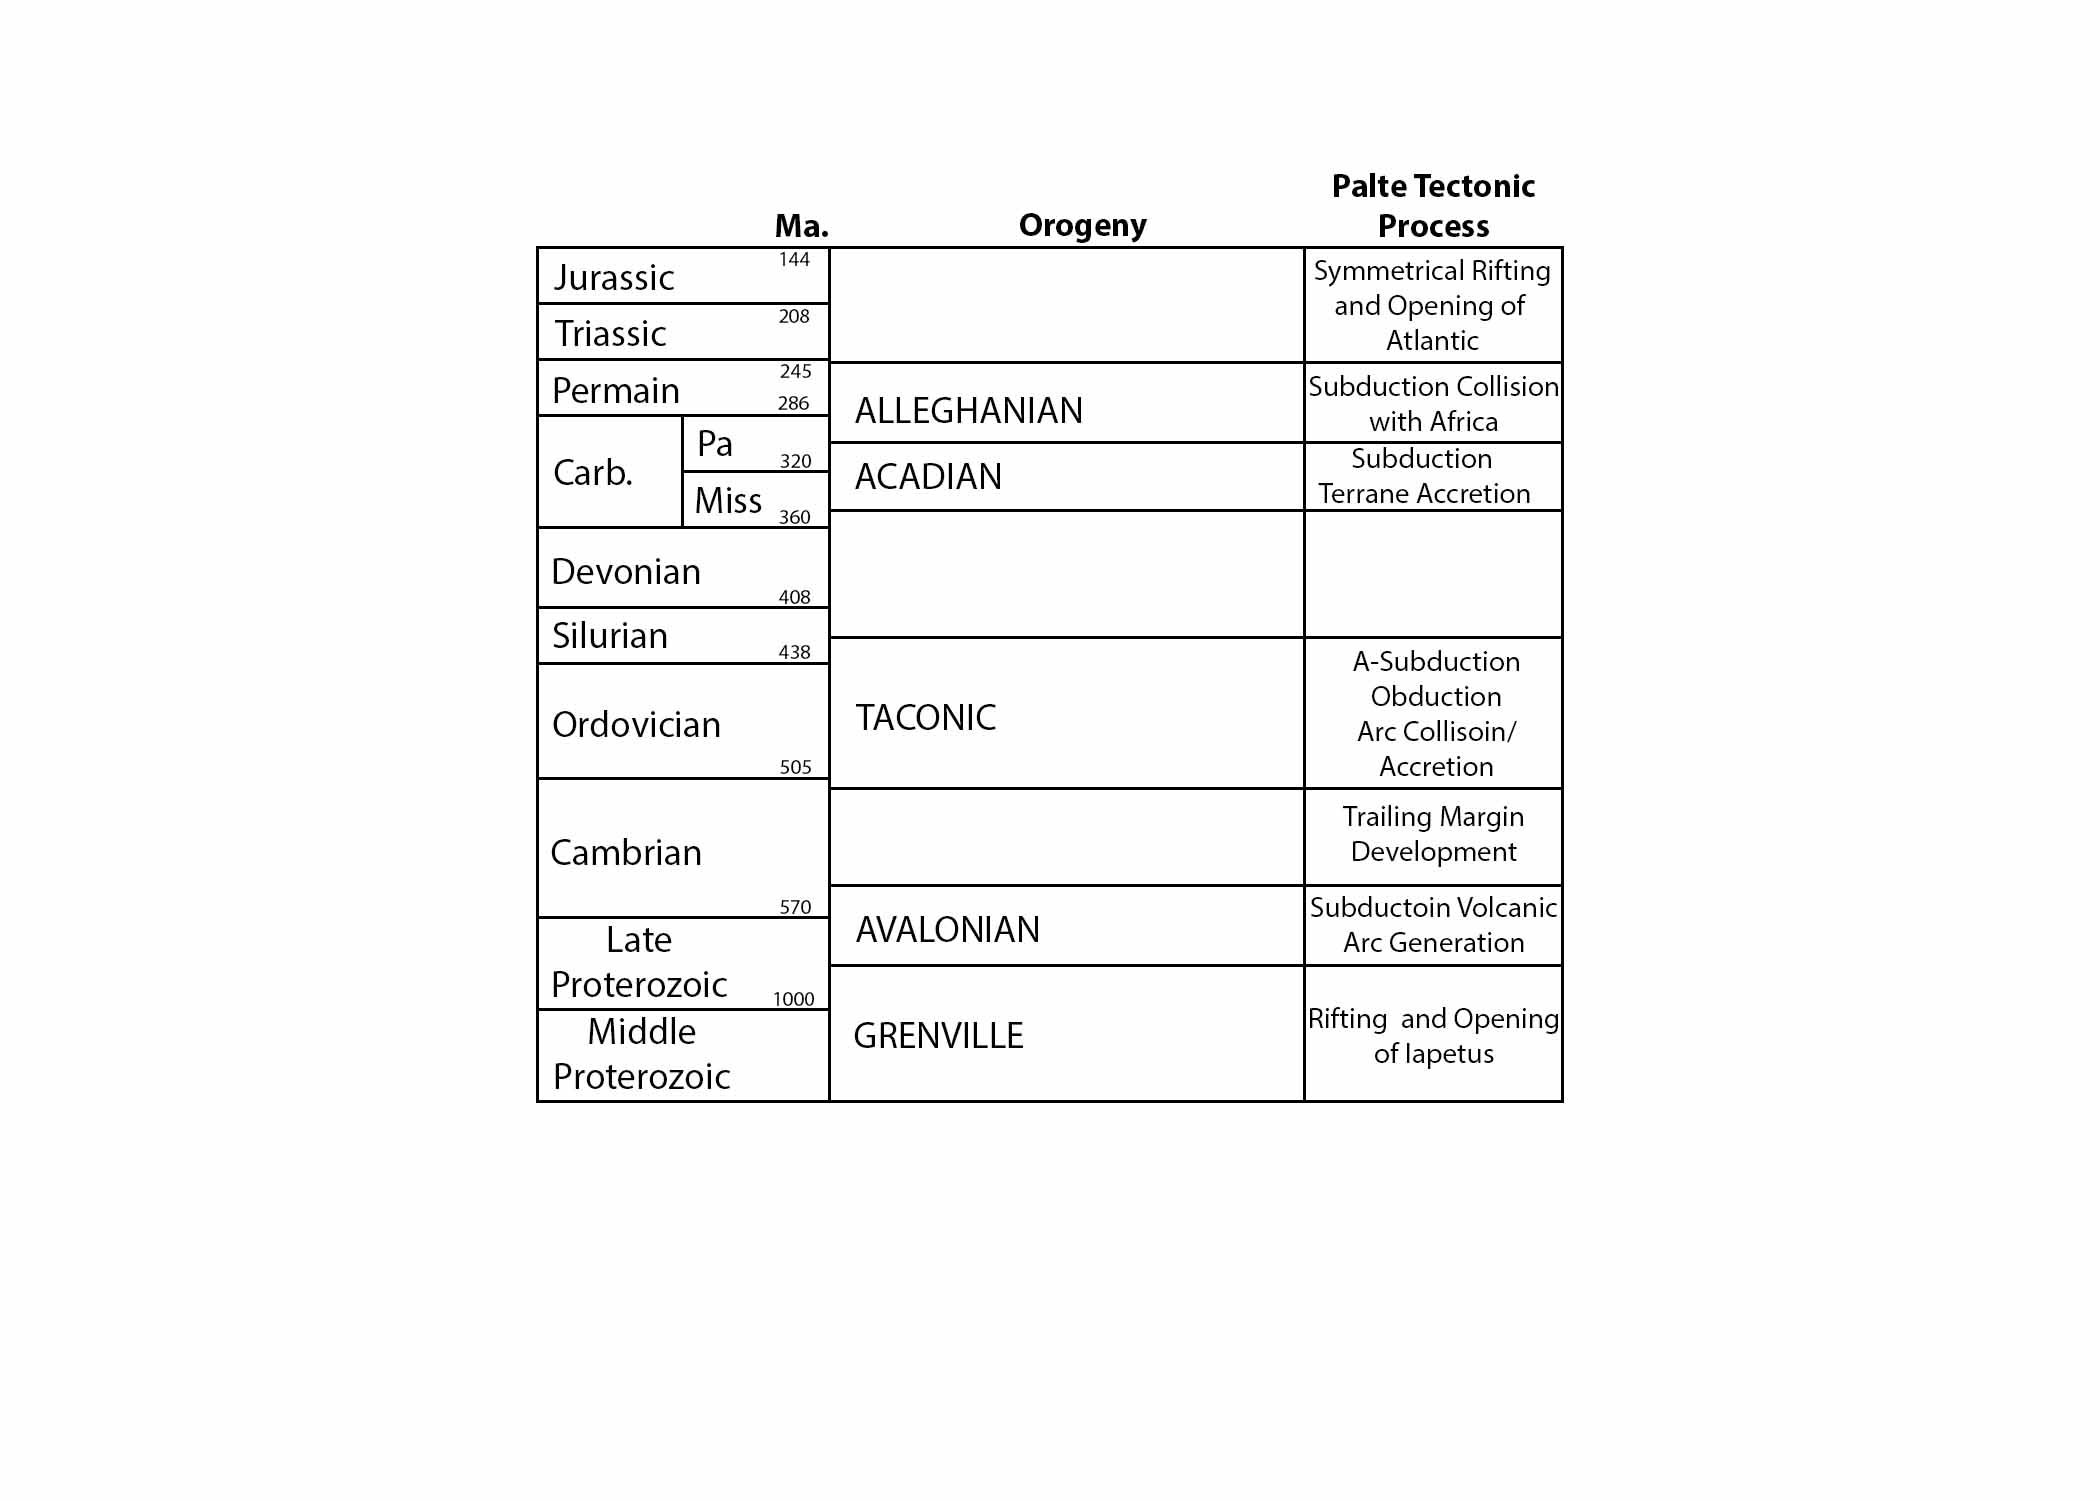 Palte Tectonic
Process
Ma.
Orogeny
Jurassic
144
Symmetrical Rifting
and Opening of
Atlantic
Triassic
208
Permain
245
286
ALLEGHANIAN
Subduction Collision
with Africa
Carb.
Pa
320
Miss
360
ACADIAN
Subduction
Terrane Accretion
Devonian
408
Silurian
438
Ordovician
505
TACONIC
A-Subduction
Obduction
Arc Collisoin/
Accretion
Cambrian
570
Trailing Margin
Development
Late
Proterozoic
1000
AVALONIAN
Subductoin Volcanic
Arc Generation
Middle
Proterozoic
GRENVILLE
Rifting and Opening
of Iapetus